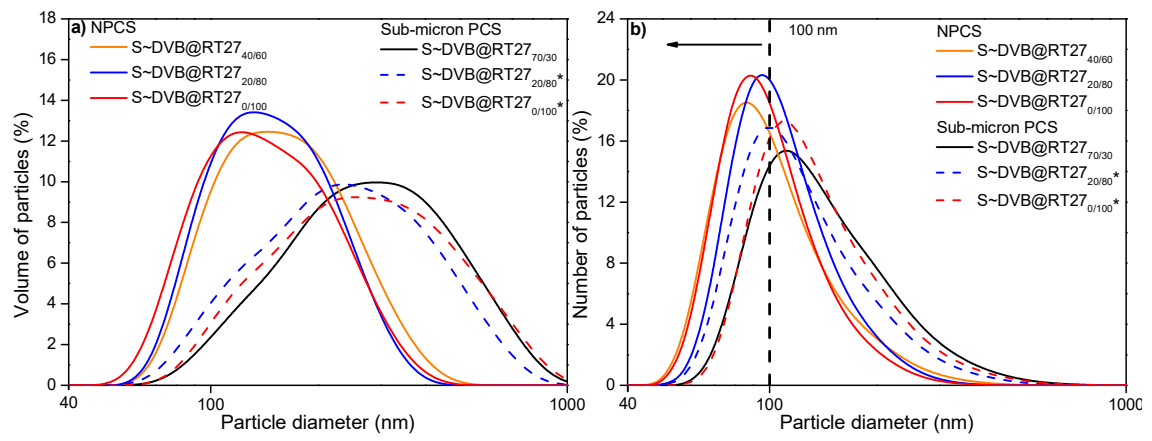 a)
NPCS
S~DVB@RT27₄₀/₆₀
S~DVB@RT27₂₀/₈₀
S~DVB@RT27₀/₁₀₀
Sub-micron PCS
S~DVB@RT27₇₀/₃₀
S~DVB@RT27₂₀/₈₀*
S~DVB@RT27₀/₁₀₀*
Volume of particles (%)
18
16
14
12
10
8
6
4
2
0
40
100
1000
Particle diameter (nm)
b)
100 nm
NPCS
S~DVB@RT27₄₀/₆₀
S~DVB@RT27₂₀/₈₀
S~DVB@RT27₀/₁₀₀
Sub-micron PCS
S~DVB@RT27₇₀/₃₀
S~DVB@RT27₂₀/₈₀*
S~DVB@RT27₀/₁₀₀*
Number of particles (%)
24
20
16
12
8
4
0
40
100
1000
Particle diameter (nm)